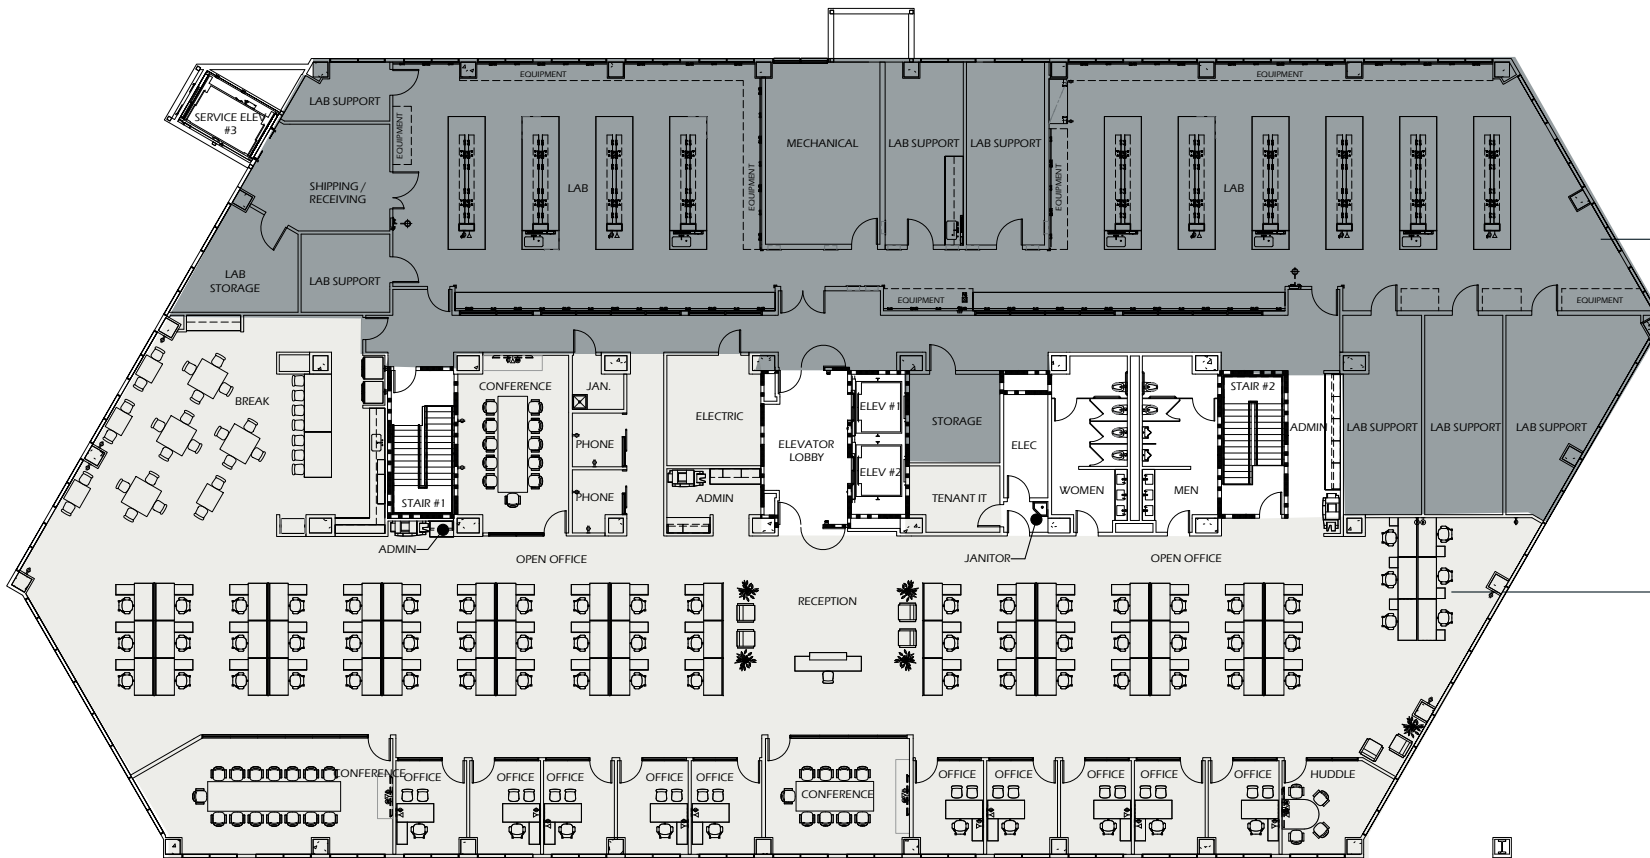 EQUIPMENT
EQUIPMENT
LAB SUPPORT
SERVICE ELEV
#3
EQUIPMENT
MECHANICAL
LAB SUPPORT
LAB SUPPORT
EQUIPMENT
EQUIPMENT
SHIPPING /
RECEIVING
LAB
LAB
LAB
STORAGE
LAB SUPPORT
EQUIPMENT
EQUIPMENT
CONFERENCE
JAN.
STAIR #2
BREAK
ELECTRIC
ELEV #1
STORAGE
ADMIN
LAB SUPPORT
LAB SUPPORT
LAB SUPPORT
PHONE
ELEVATOR
LOBBY
ELEC
ELEV #2
STAIR #1
PHONE
ADMIN
TENANT IT
WOMEN
MEN
ADMIN
OPEN OFFICE
JANITOR
OPEN OFFICE
RECEPTION
CONFERENCE
OFFICE
OFFICE
OFFICE
OFFICE
OFFICE
CONFERENCE
OFFICE
OFFICE
OFFICE
OFFICE
OFFICE
HUDDLE